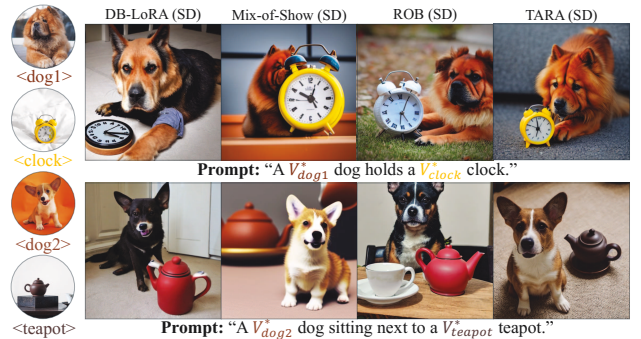 DB-LoRA (SD) Mix-of-Show (SD) ROB (SD) TARA (SD)
<dog1>
<clock>
Prompt: “A V*dog1 dog holds a V*clock clock.”
<dog2>
<teapot>
Prompt: “A V*dog2 dog sitting next to a V*teapot teapot.”